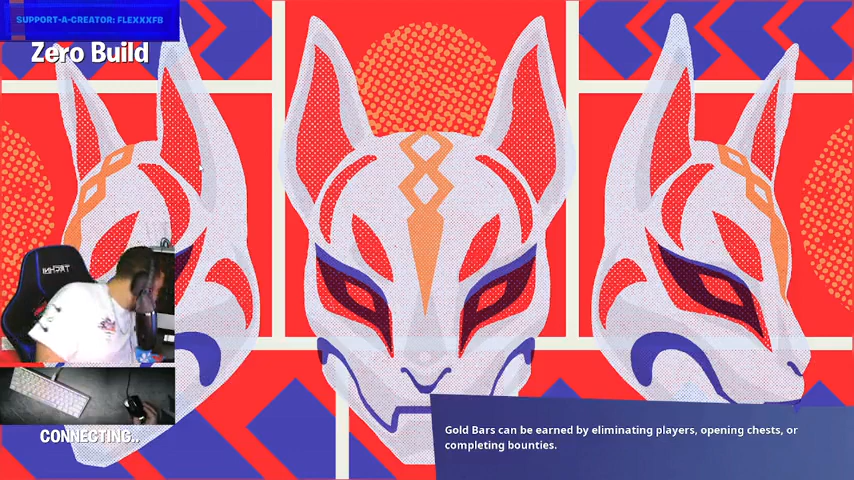 SUPPORT-A-CREATOR: FLEXXXFB
Zero Build
CONNECTING..
Gold Bars can be earned by eliminating players, opening chests, or
completing bounties.